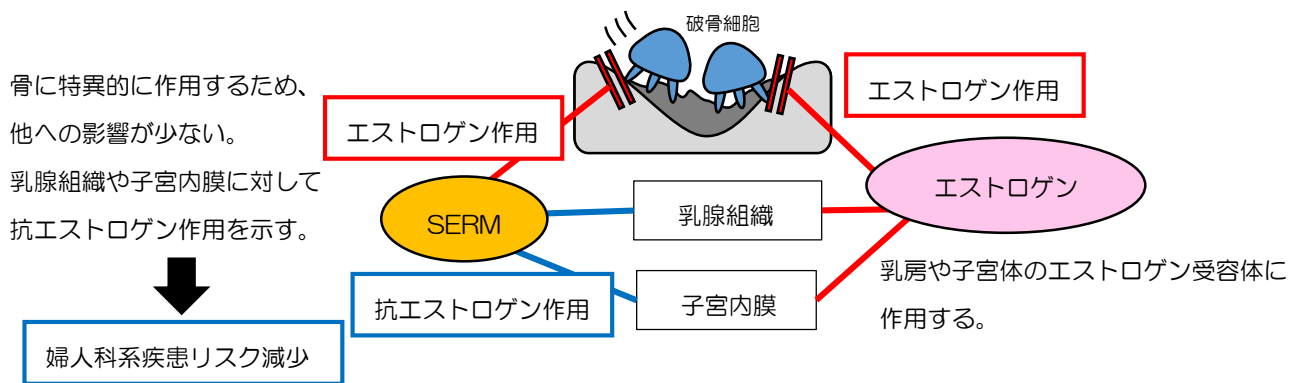 破骨細胞
骨に特異的に作用するため、
他への影響が少ない。
乳腺組織や子宮内膜に対して
抗エストロゲン作用を示す。
婦人科系疾患リスク減少
エストロゲン作用
SERM
抗エストロゲン作用
乳腺組織
子宮内膜
エストロゲン作用
エストロゲン
乳房や子宮体のエストロゲン受容体に
作用する。